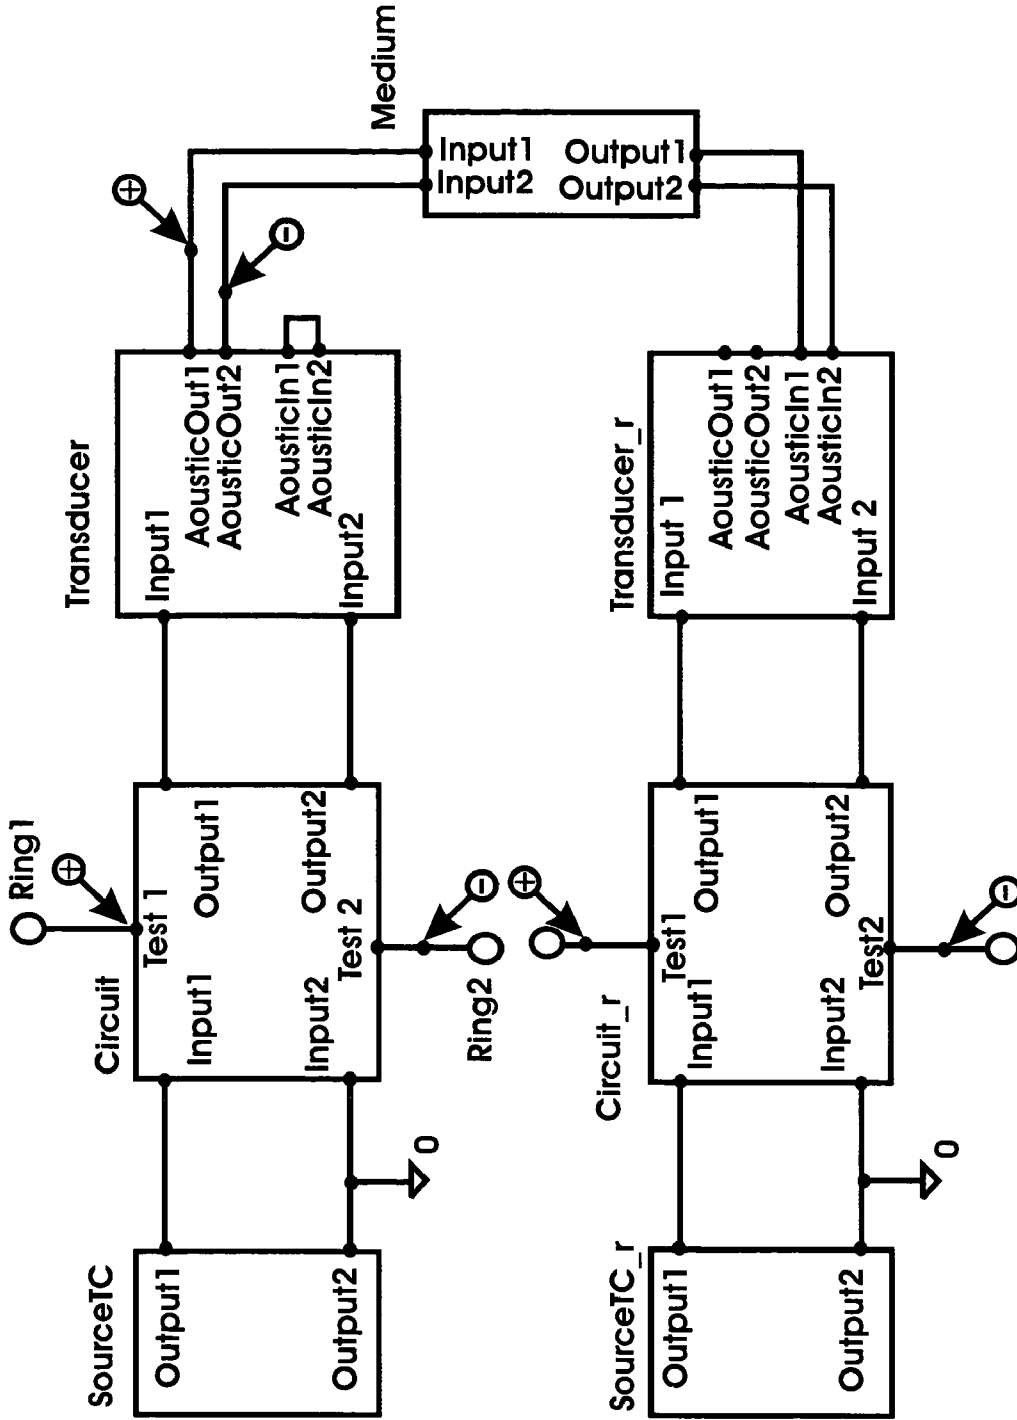 SourceTC
Output1
Output2
0
Circuit
Input1
Input2
Test 1
Test 2
Output1
Output2
Ring1
+
Ring2
-
Transducer
Input1
Input2
AousticOut1
AousticOut2
AousticIn1
AousticIn2
+
-
Medium
Input1
Input2
Output1
Output2
SourceTC_r
Output1
Output2
0
Circuit_r
Input1
Input2
Test1
Test2
Output1
Output2
+
-
Transducer_r
Input 1
Input 2
AousticOut1
AousticOut2
AousticIn1
AousticIn2